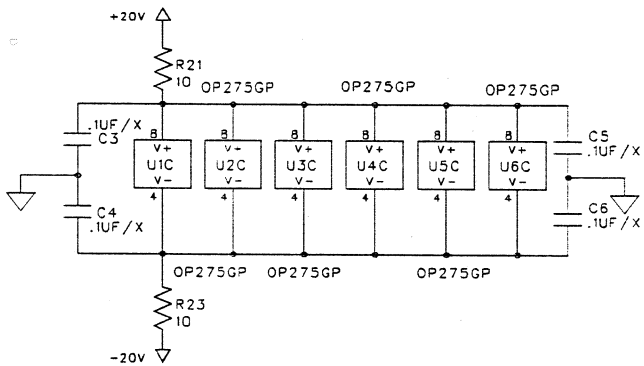 +20V
R21
10
OP275GP OP275GP OP275GP
.1UF/X
C3
8 8 8 8 8 8
V+ V+ V+ V+ V+ V+
U1C U2C U3C U4C U5C U6C
V- V- V- V- V- V-
4 4 4 4 4 4
C5
.1UF/X
C4
.1UF/X
C6
.1UF/X
OP275GP OP275GP OP275GP
R23
10
-20V